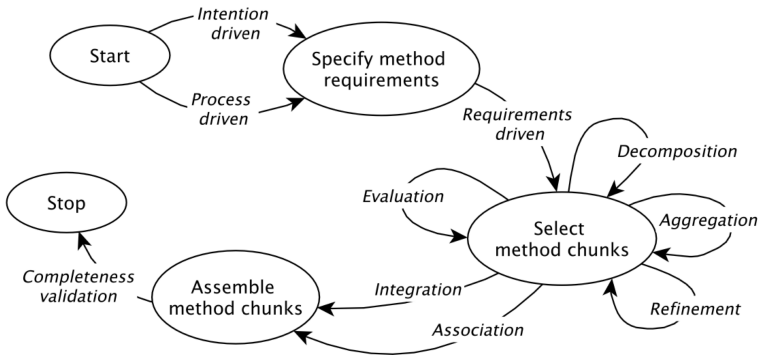 Intention
driven
Start
Specify method
requirements
Process
driven
Requirements
driven
Decomposition
Evaluation
Stop
Select
method chunks
Aggregation
Completeness
validation
Assemble
method chunks
Integration
Refinement
Association